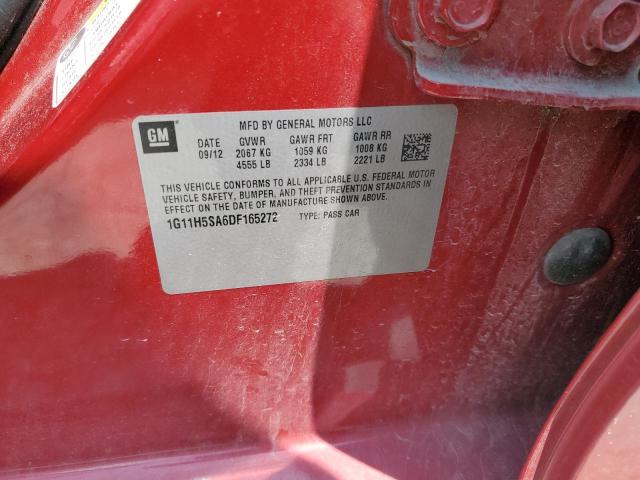 MFD BY GENERAL MOTORS LLC
GM
DATE GVWR GAWR FRT GAWR RR
09/12 2067 KG 1059 KG 1008 KG
4555 LB 2334 LB 2221 LB
THIS VEHICLE CONFORMS TO ALL APPLICABLE U.S. FEDERAL MOTOR
VEHICLE SAFETY, BUMPER, AND THEFT PREVENTION STANDARDS IN
EFFECT ON THE DATE OF MANUFACTURE SHOWN ABOVE.
1G11H5SA6DF165272 TYPE: PASS CAR